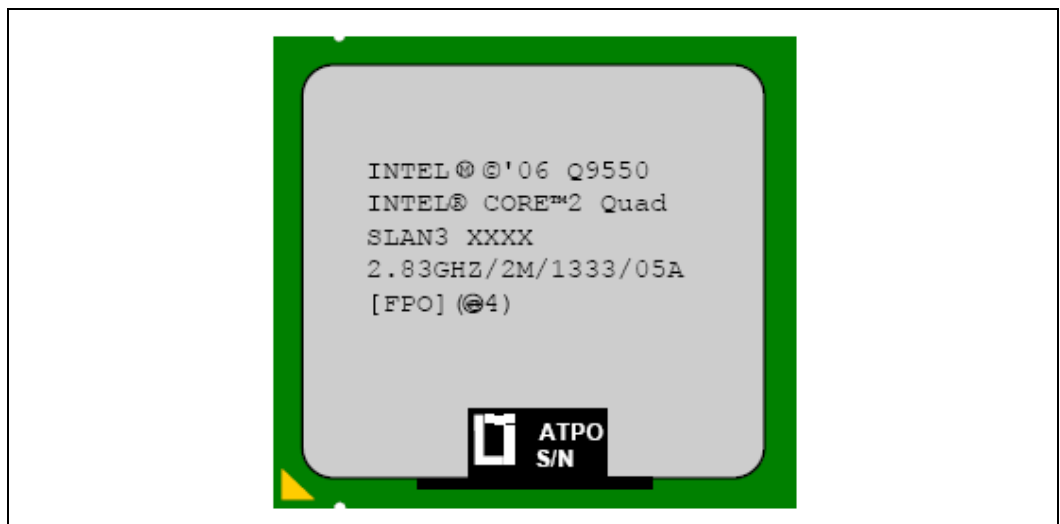 INTEL Ⓜ ©'06 Q9550
INTEL® CORE™2 Quad
SLAN3 XXXX
2.83GHZ/2M/1333/05A
[FPO] (e4)
ATPO
S/N